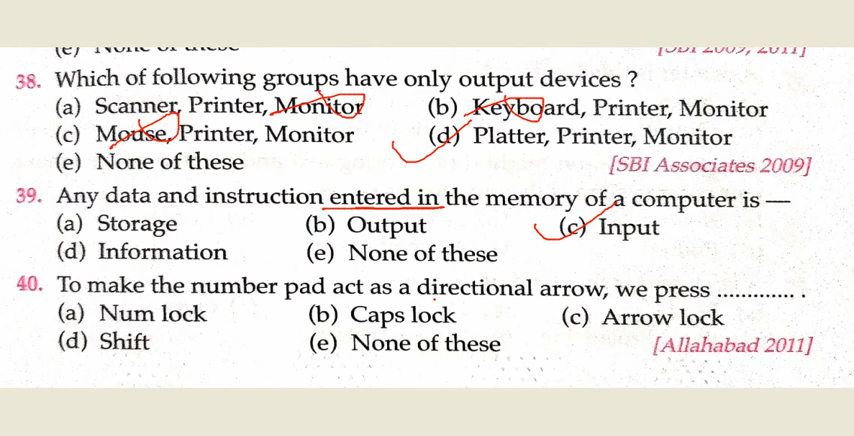 (e) None of these
38. Which of following groups have only output devices ?
(a) Scanner, Printer, Monitor (b) Keyboard, Printer, Monitor
(c) Mouse, Printer, Monitor (d) Platter, Printer, Monitor
(e) None of these [SBI Associates 2009]
39. Any data and instruction entered in the memory of a computer is —
(a) Storage (b) Output (c) Input
(d) Information (e) None of these
40. To make the number pad act as a directional arrow, we press ............. .
(a) Num lock (b) Caps lock (c) Arrow lock
(d) Shift (e) None of these [Allahabad 2011]